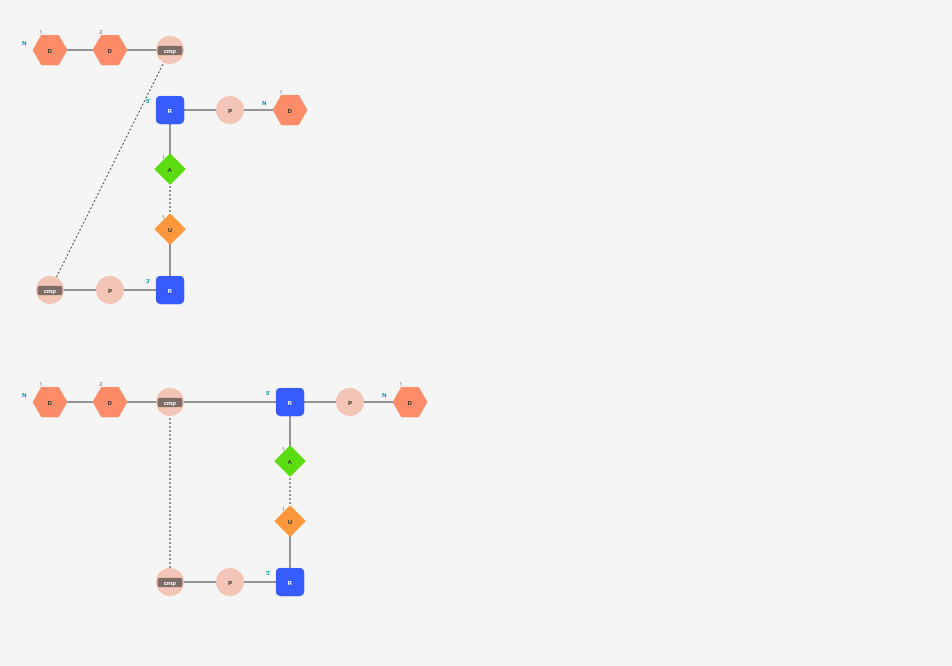 1 2
N D D cmp
5' R P N 1 D
1 A
1 U
cmp P 3' R
1 2 1
N D D cmp 5' R P N D
1 A
1 U
cmp P 3' R